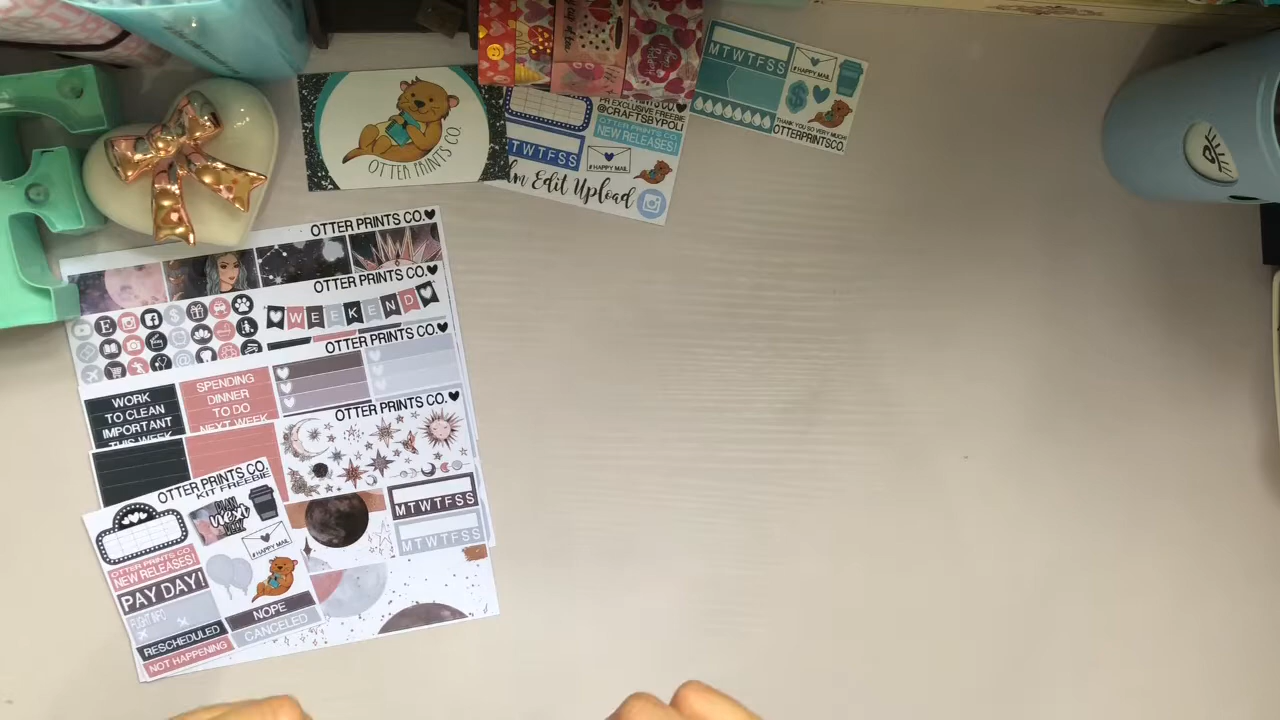 OTTER PRINTS CO.
PR EXCLUSIVE FREEBIE
@CRAFTSBYPOLI
OTTER PRINTS CO.
NEW RELEASES!
TWTFSS
#HAPPY MAIL
Edit Upload
MTWTFSS
#HAPPY MAIL
THANK YOU SO VERY MUCH!
OTTERPRINTSCO.
OTTER PRINTS CO.
OTTER PRINTS CO.
WEEKEND
OTTER PRINTS CO.
WORK
TO CLEAN
IMPORTANT
THIS WEEK
SPENDING
DINNER
TO DO
NEXT WEEK
OTTER PRINTS CO.
MTWTFSS
MTWTFSS
OTTER PRINTS CO.
KIT FREEBIE
PLAN
next
WEEK
#HAPPY MAIL
OTTER PRINTS CO.
NEW RELEASES!
PAY DAY!
FLIGHT INFO
RESCHEDULED
NOT HAPPENING
NOPE
CANCELED